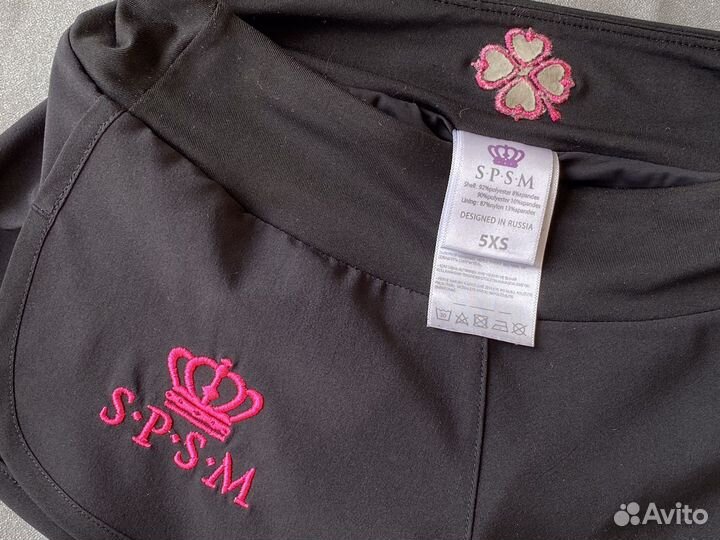 S·P·S·M
Shell: 92%polyester 8%spandex
90%polyester 10%spandex
Lining: 87%nylon 13%spandex
DESIGNED IN RUSSIA
5XS
30
S·P·S·M
Avito